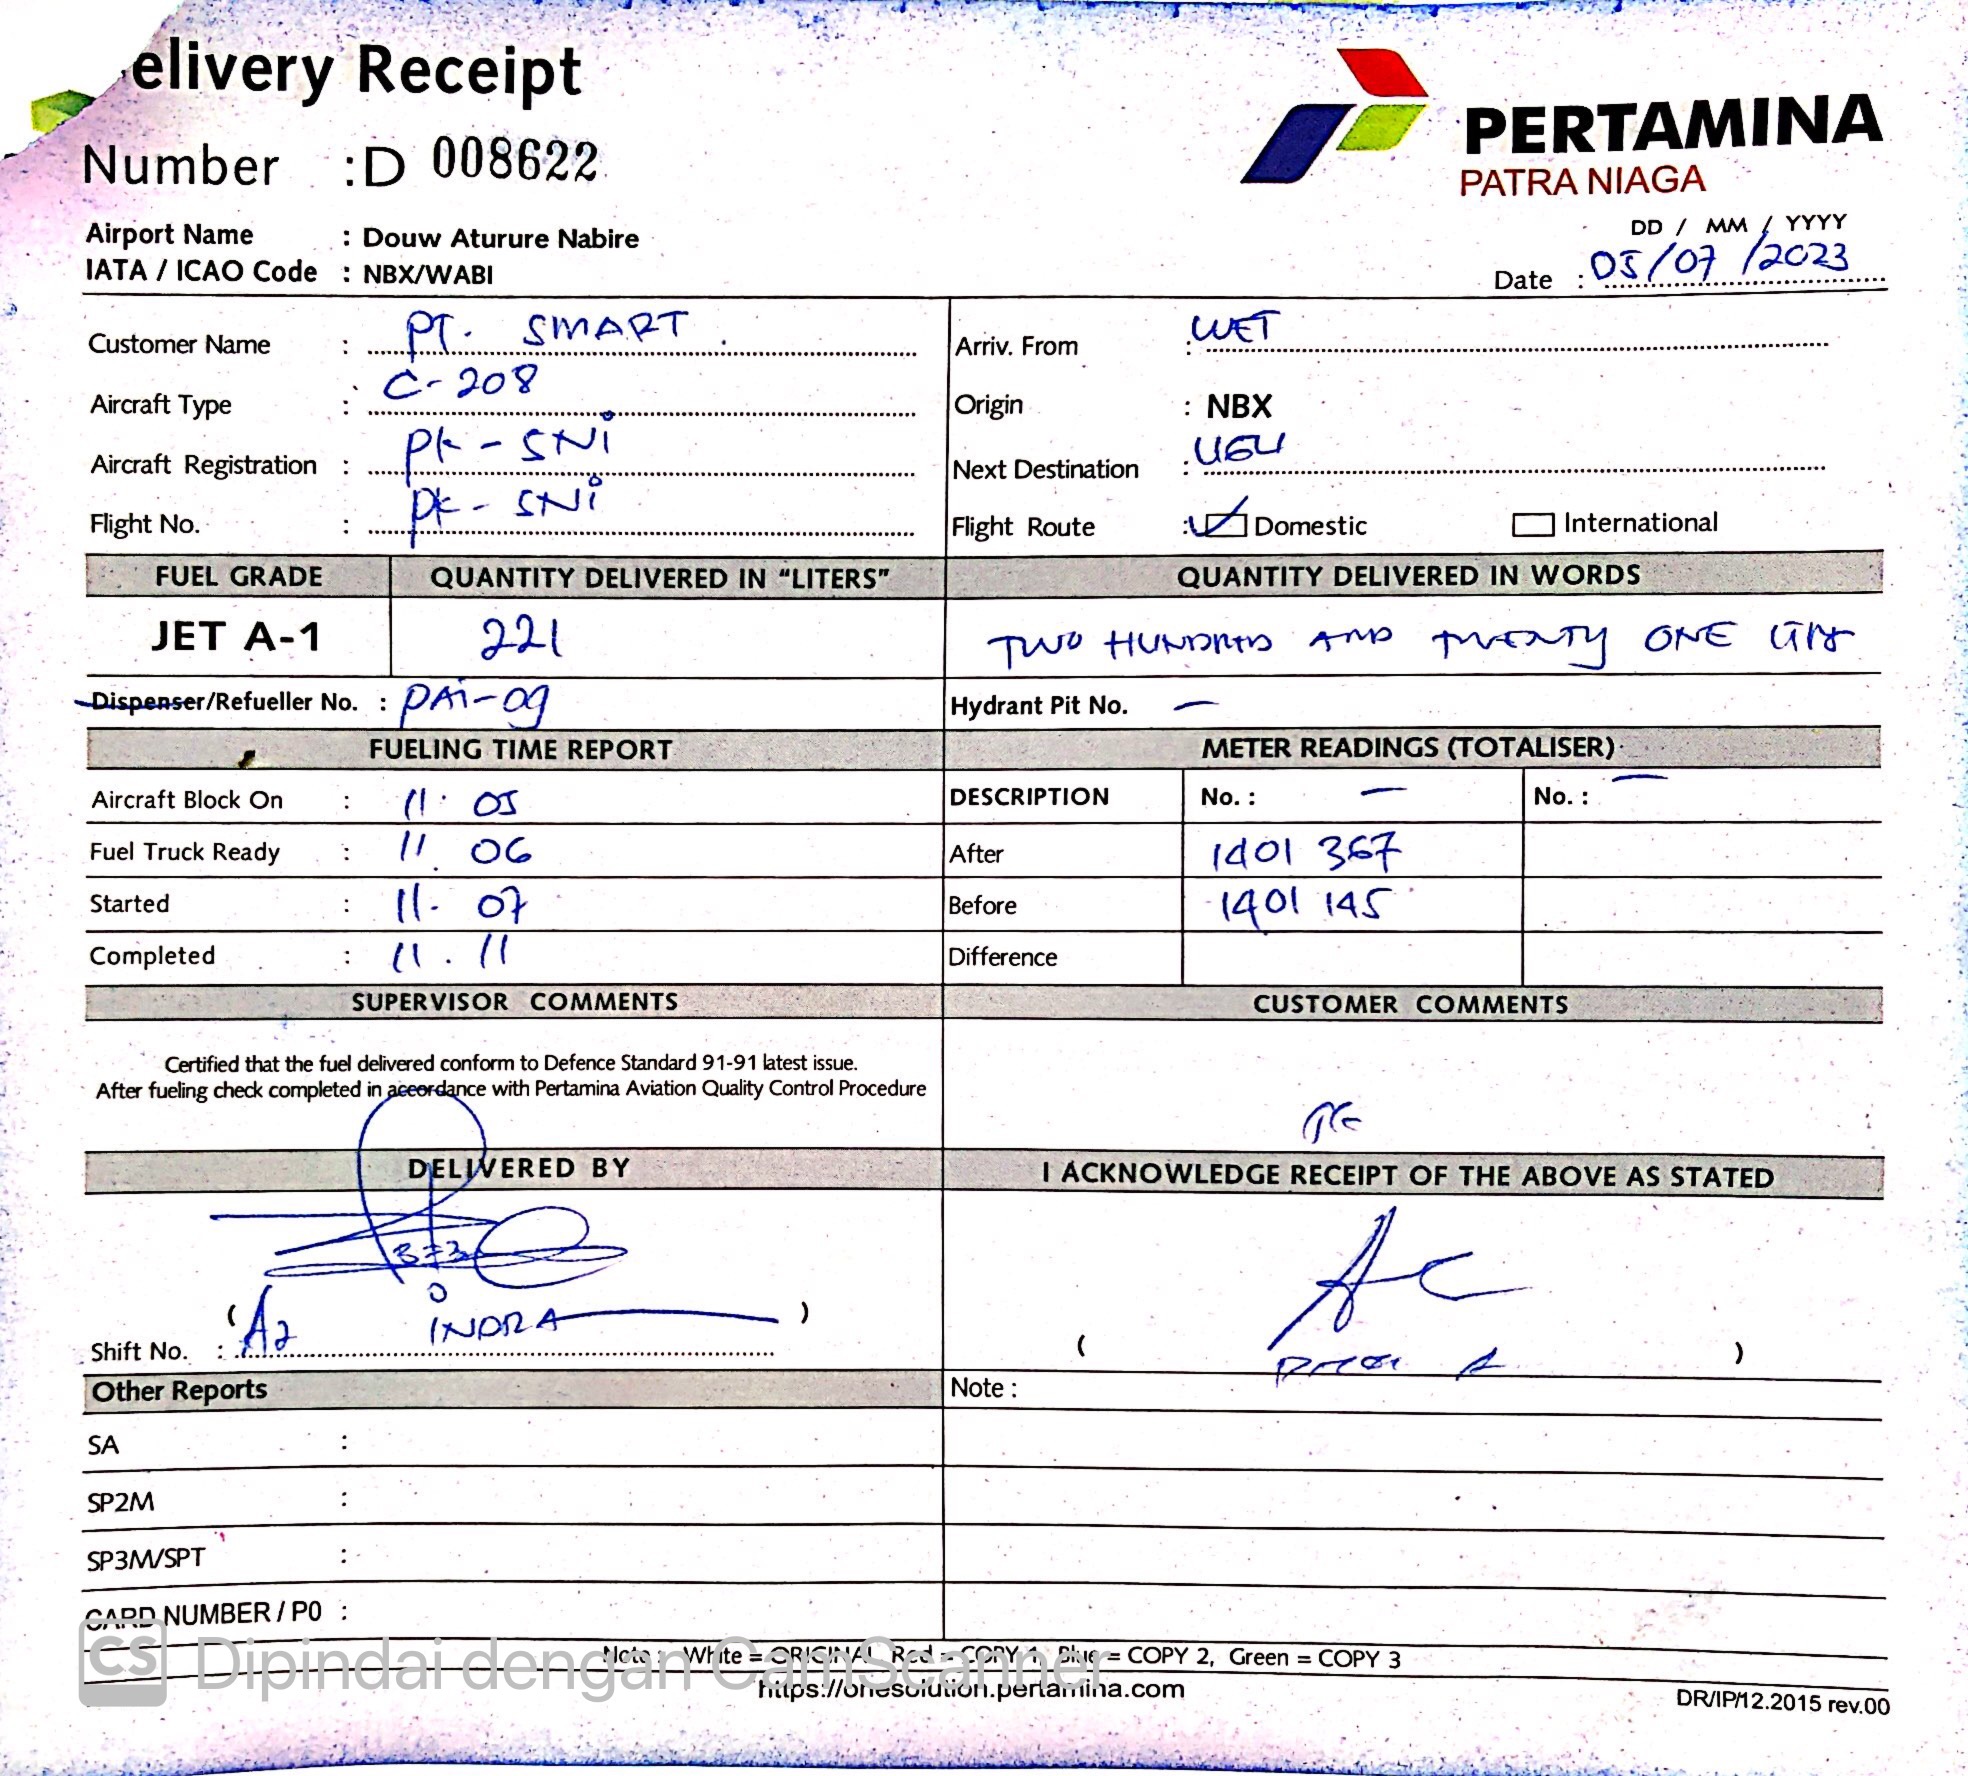 elivery Receipt
Number : D 008622
PERTAMINA
PATRA NIAGA
Airport Name : Douw Aturure Nabire
IATA / ICAO Code : NBX/WABI
DD / MM / YYYY
Date : 05/07/2023
Customer Name : PT. SMART
Arriv. From : WET
Aircraft Type : C-208
Origin : NBX
Aircraft Registration : PK-SNI
Next Destination :
Flight No. : PK-SNI
Flight Route : Domestic International
FUEL GRADE QUANTITY DELIVERED IN "LITERS" QUANTITY DELIVERED IN WORDS
JET A-1 221 TWO HUNDRED AND TWENTY ONE
Dispenser/Refueller No. : PAI-09 Hydrant Pit No. —
FUELING TIME REPORT METER READINGS (TOTALISER)
Aircraft Block On : 11. 05 DESCRIPTION No. : — No. : —
Fuel Truck Ready : 11 06 After 1401 367
Started : 11. 07 Before 1401 145
Completed : 11. 11 Difference
SUPERVISOR COMMENTS CUSTOMER COMMENTS
Certified that the fuel delivered conform to Defence Standard 91-91 latest issue.
After fueling check completed in accordance with Pertamina Aviation Quality Control Procedure
DELIVERED BY I ACKNOWLEDGE RECEIPT OF THE ABOVE AS STATED
( INDRA )
Shift No. : A2
( )
Other Reports Note :
SA :
SP2M :
SP3M/SPT :
CARD NUMBER / P0 :
Note : White = ORIGINAL, Red = COPY 1, Blue = COPY 2, Green = COPY 3
https://onesolution.pertamina.com
DR/IP/12.2015 rev.00
CS Dipindai dengan CamScanner